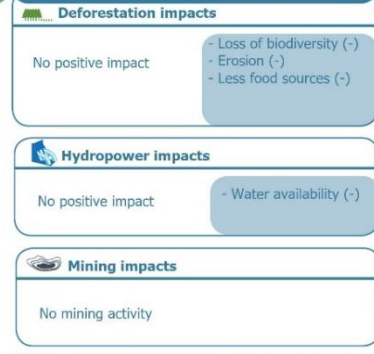 Deforestation impacts
No positive impact
- Loss of biodiversity (-)
- Erosion (-)
- Less food sources (-)
Hydropower impacts
No positive impact
- Water availability (-)
Mining impacts
No mining activity